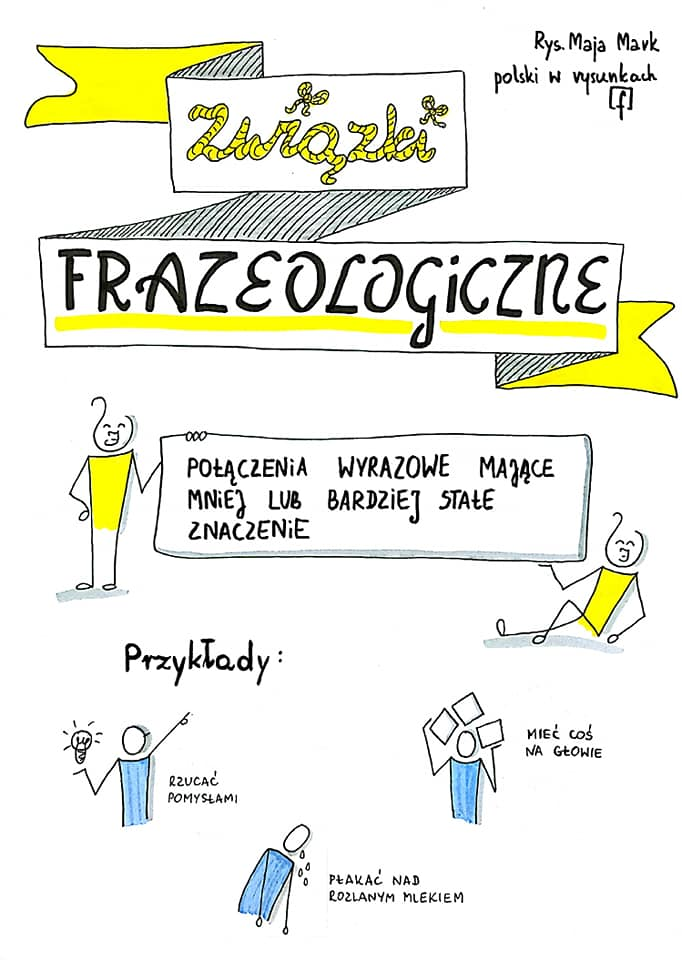 Rys. Maja Mark
polski w rysunkach
[f]
Związki
FRAZEOLOGiCZNE
POŁĄCZENiA WYRAZOWE MAJĄCE
MNiEJ LUB BARDZiEJ STAŁE
ZNACZENiE
Przykłady:
RZUCAĆ
POMYSŁAMi
MiEĆ COŚ
NA GŁOWiE
PŁAKAĆ NAD
ROZLANYM MLEKiEM